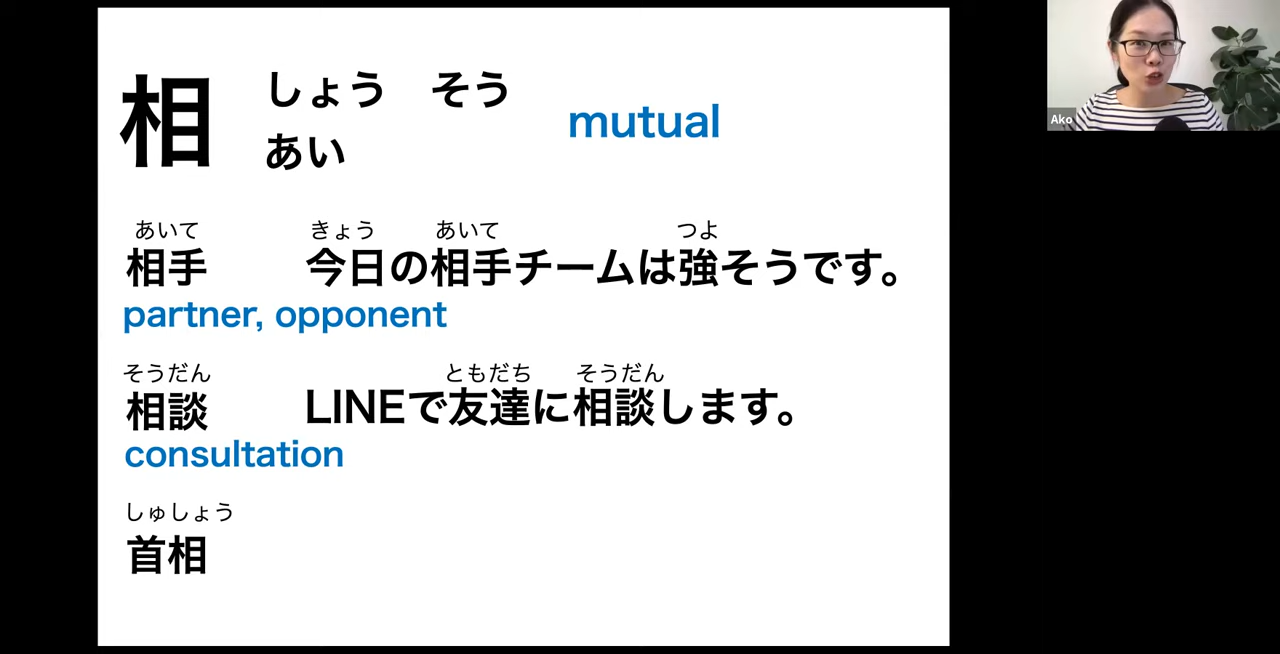 相 しょう そう
あい
mutual
あいて きょう あいて つよ
相手 今日の相手チームは強そうです。
partner, opponent
そうだん ともだち そうだん
相談 LINEで友達に相談します。
consultation
しゅしょう
首相
Ako